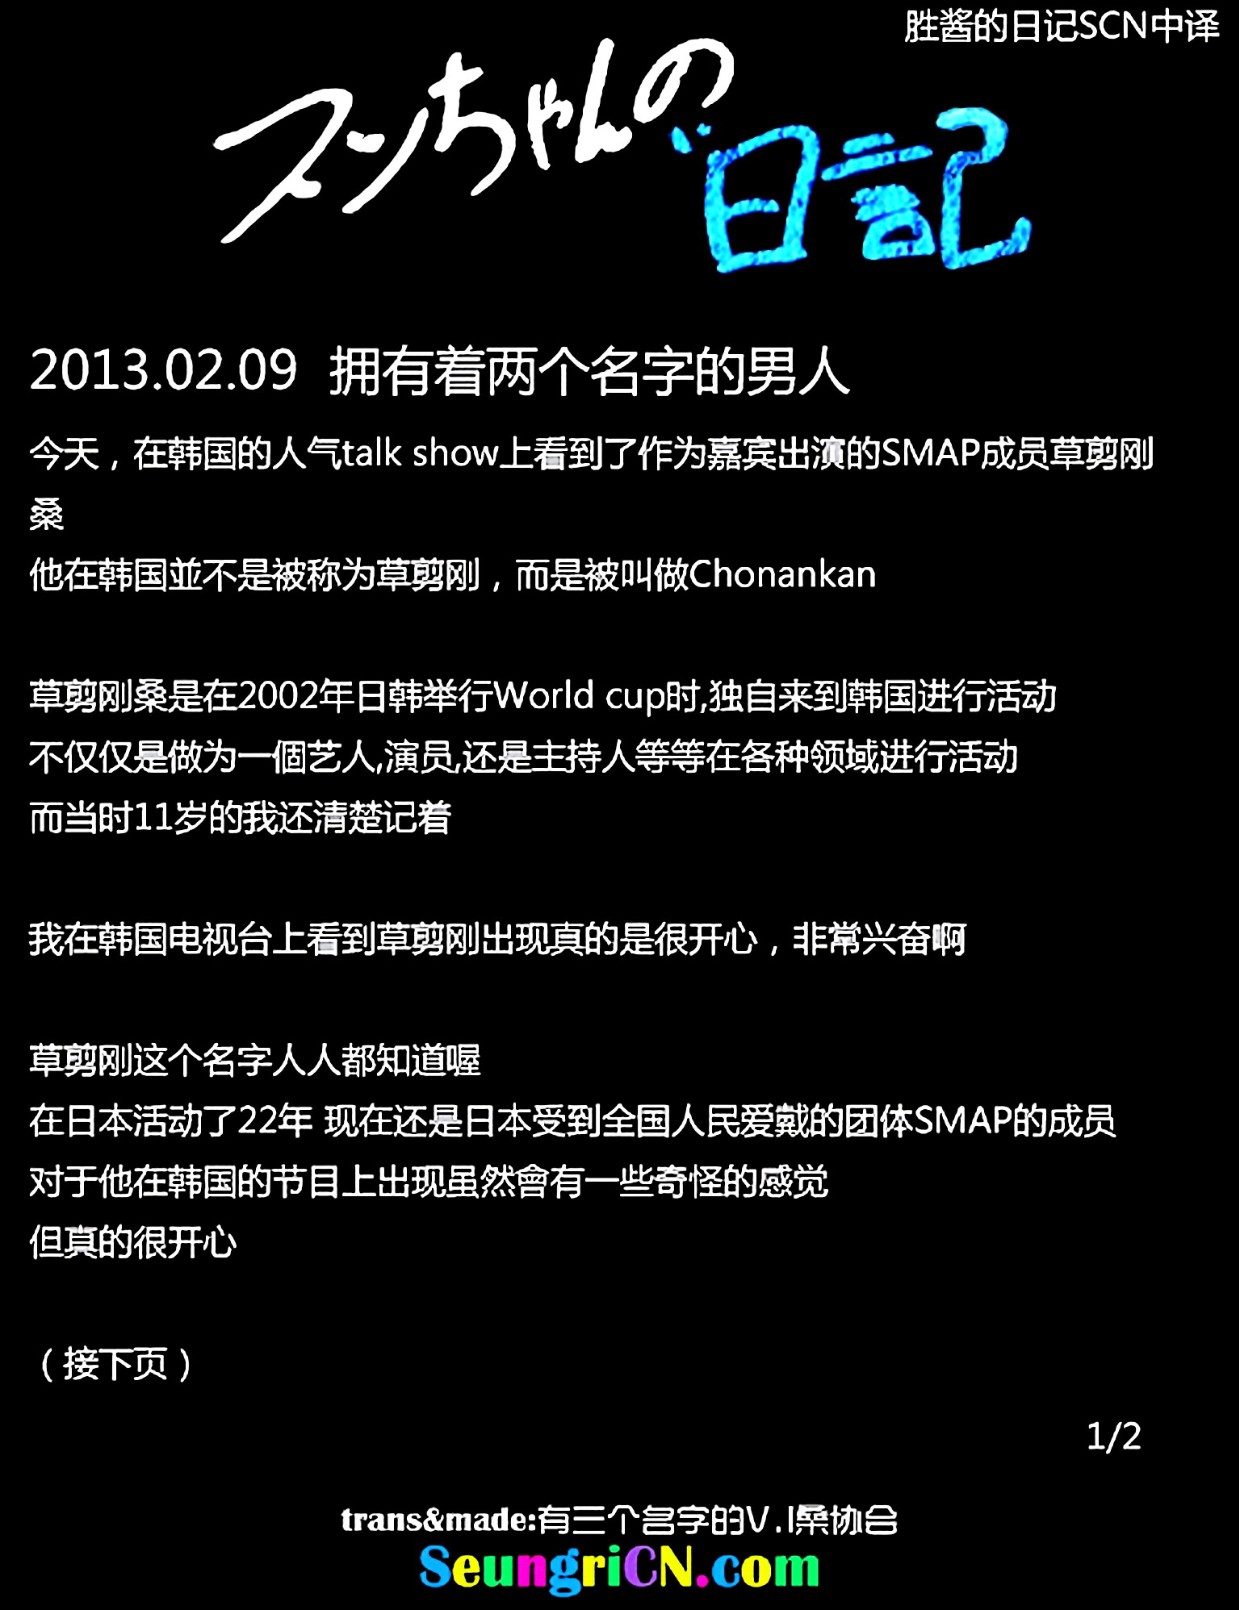 胜酱的日记SCN中译
スンちゃんの
日記
2013.02.09 拥有着两个名字的男人
今天，在韩国的人气talk show上看到了作为嘉宾出演的SMAP成员草剪刚
桑
他在韩国並不是被称为草剪刚，而是被叫做Chonankan
草剪刚桑是在2002年日韩举行World cup时,独自来到韩国进行活动
不仅仅是做为一個艺人,演员,还是主持人等等在各种领域进行活动
而当时11岁的我还清楚记着
我在韩国电视台上看到草剪刚出现真的是很开心，非常兴奋啊
草剪刚这个名字人人都知道喔
在日本活动了22年 现在还是日本受到全国人民爱戴的团体SMAP的成员
对于他在韩国的节目上出现虽然會有一些奇怪的感觉
但真的很开心
（接下页）
1/2
trans&made:有三个名字的V.I桑协会
SeungriCN.com